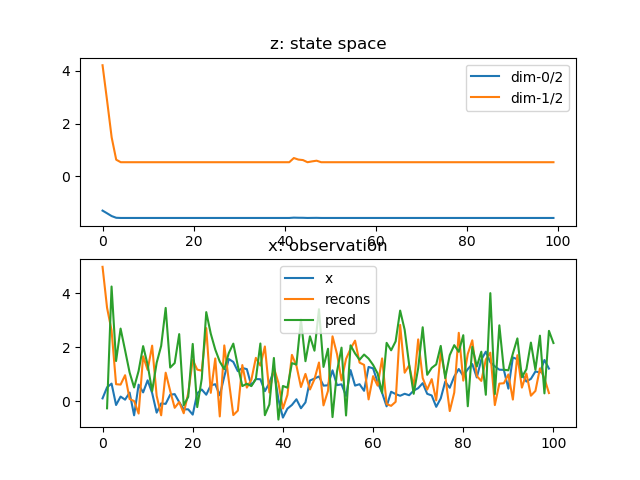 z: state space
4
2
0
dim-0/2
dim-1/2
0 20 40 60 80 100
x: observation
4
2
0
x
recons
pred
0 20 40 60 80 100